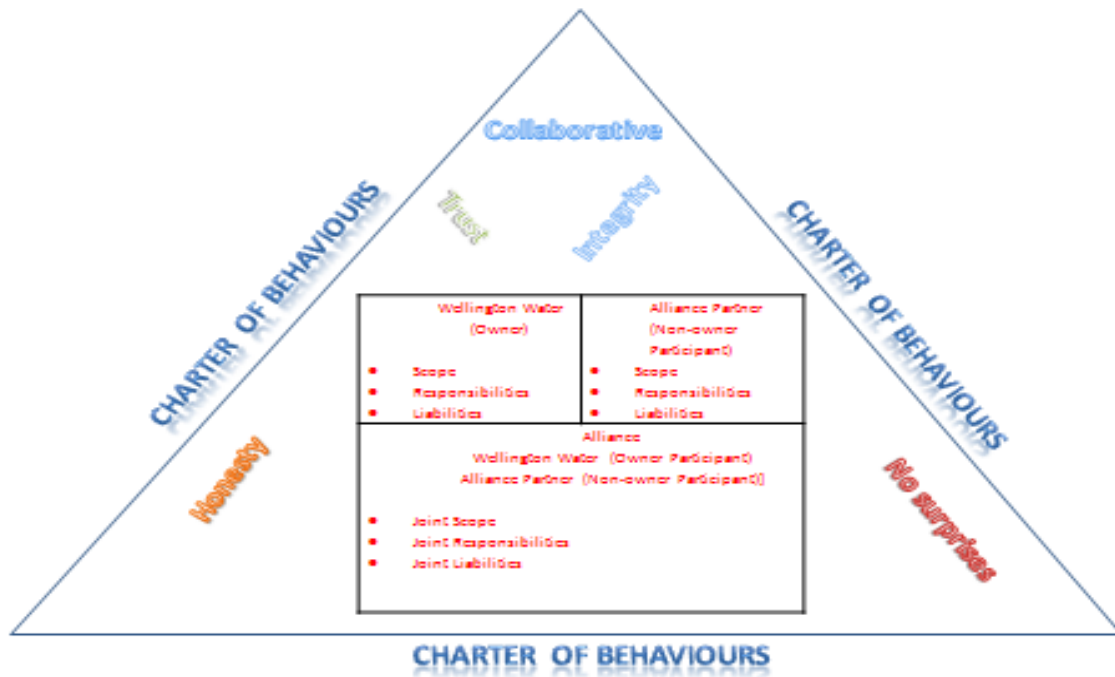 Collaborative
Trust
Integrity
CHARTER OF BEHAVIOURS
CHARTER OF BEHAVIOURS
Wellington Water
(Owner)
• Scope
• Responsibilities
• Liabilities
Alliance Partner
(Non-owner
Participant)
• Scope
• Responsibilities
• Liabilities
Alliance
Wellington Water (Owner Participant)
Alliance Partner (Non-owner Participant)]
• Joint Scope
• Joint Responsibilities
• Joint Liabilities
Honesty
No surprises
CHARTER OF BEHAVIOURS